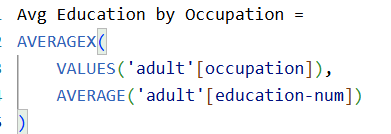 Avg Education by Occupation =
AVERAGEX(
VALUES('adult'[occupation]),
AVERAGE('adult'[education-num])
)